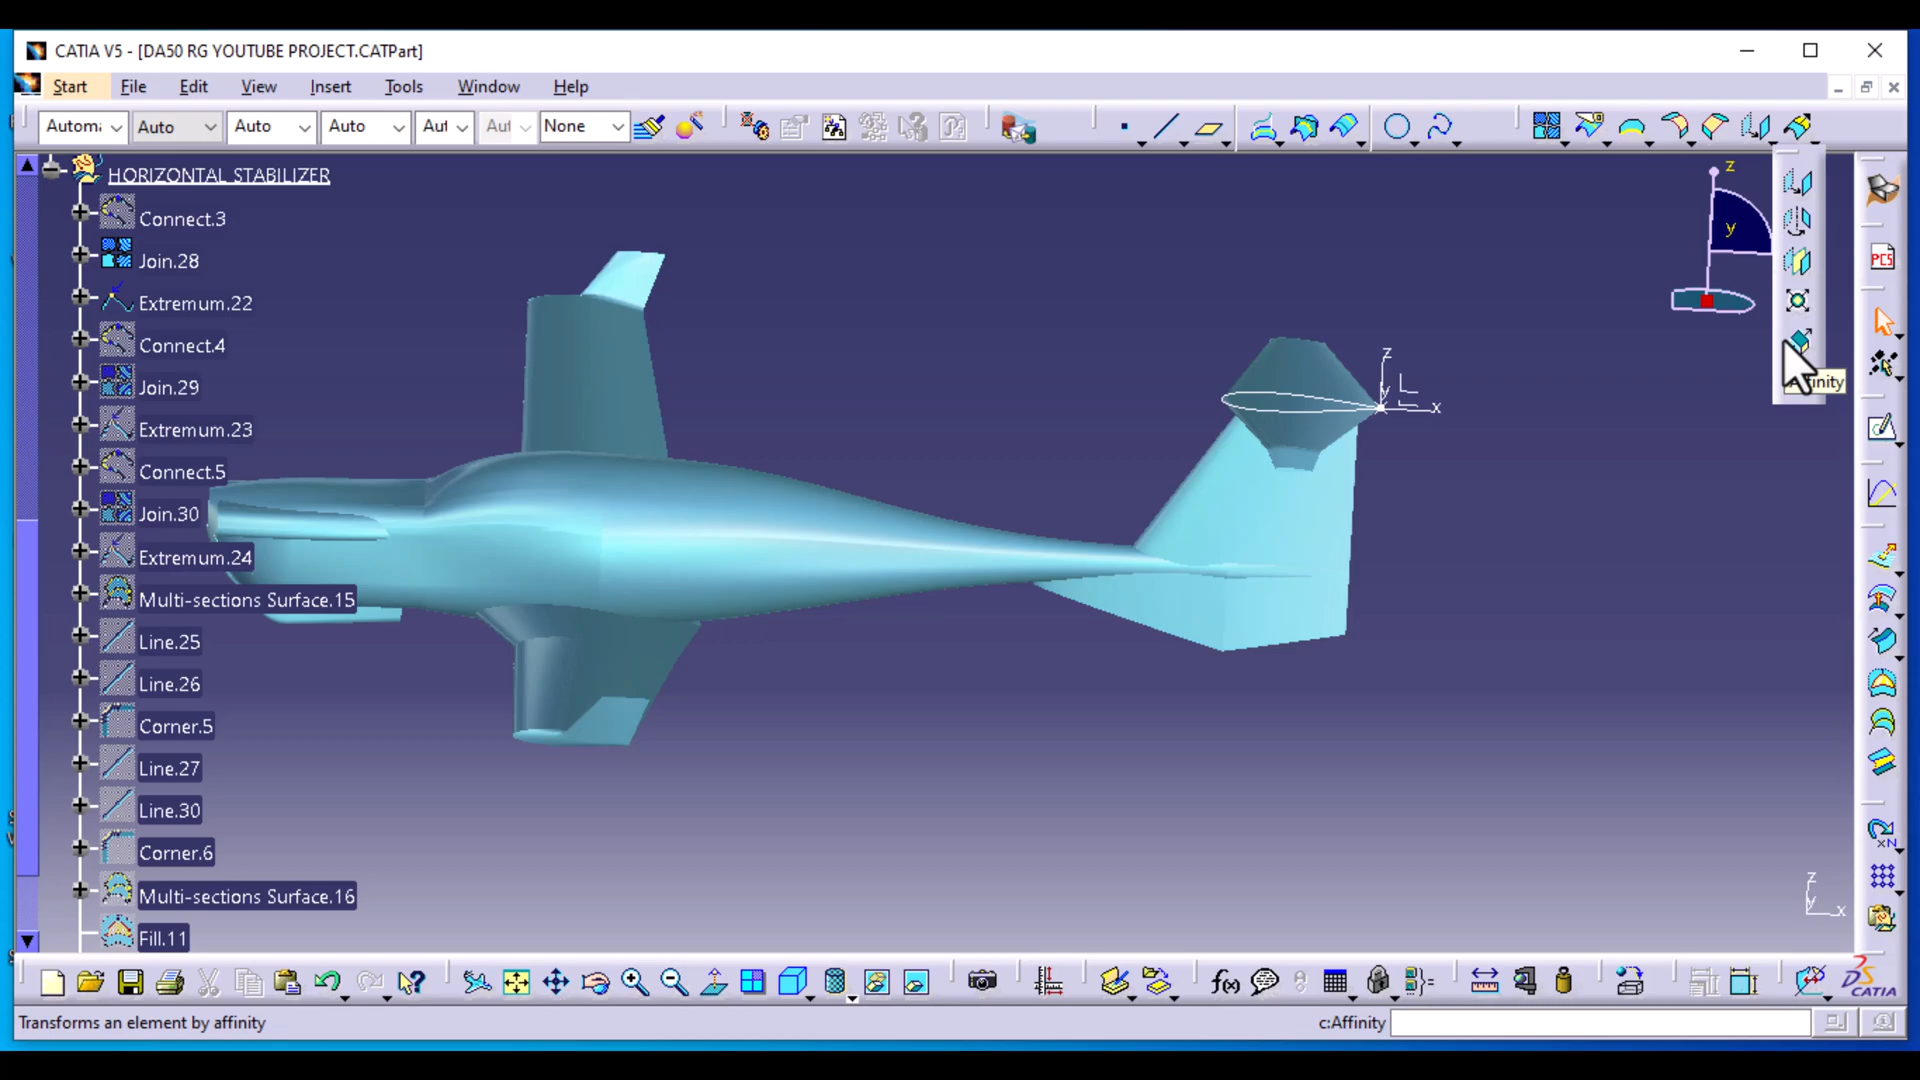 CATIA V5 - [DA50 RG YOUTUBE PROJECT.CATPart]
Start File Edit View Insert Tools Window Help
Auto Auto Auto Aut None
HORIZONTAL STABILIZER
Connect.3
Join.28
Extremum.22
Connect.4
Join.29
Extremum.23
Connect.5
Join.30
Extremum.24
Multi-sections Surface.15
Line.25
Line.26
Corner.5
Line.27
Line.30
Corner.6
Multi-sections Surface.16
Fill.11
z
y
z
y
x
PCS
z
y
x
f(x)
CATIA
Transforms an element by affinity
c:Affinity